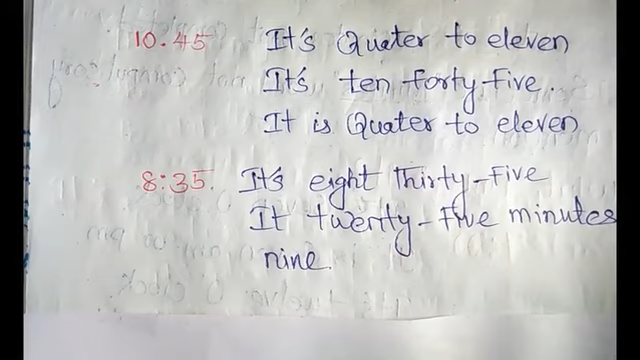 10.45 It's Quater to eleven
It's ten forty-five.
It is Quater to eleven
8:35. It's eight thirty-five
It twenty-five minutes
nine.